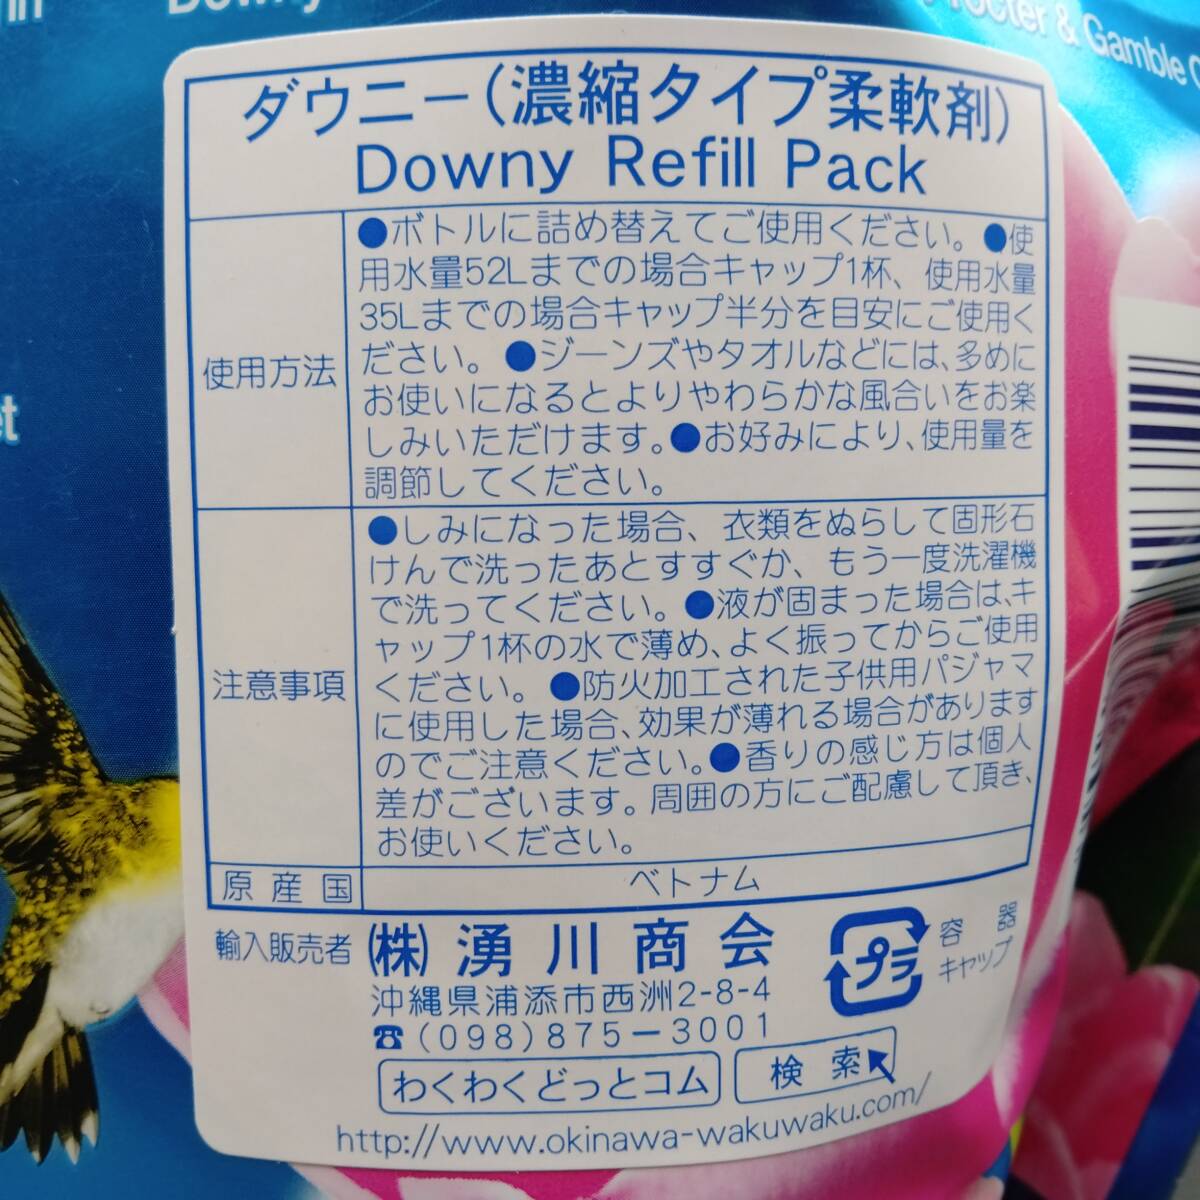 Downy
Procter & Gamble
ダウニー(濃縮タイプ柔軟剤)
Downy Refill Pack
使用方法
●ボトルに詰め替えてご使用ください。●使
用水量52Lまでの場合キャップ1杯、使用水量
35Lまでの場合キャップ半分を目安にご使用く
ださい。●ジーンズやタオルなどには、多めに
お使いになるとよりやわらかな風合いをお楽
しみいただけます。●お好みにより、使用量を
調節してください。
注意事項
●しみになった場合、衣類をぬらして固形石
けんで洗ったあとすすぐか、もう一度洗濯機
で洗ってください。●液が固まった場合は、キ
ャップ1杯の水で薄め、よく振ってからご使用
ください。●防火加工された子供用パジャマ
に使用した場合、効果が薄れる場合があります
のでご注意ください。●香りの感じ方は個人
差がございます。周囲の方にご配慮して頂き、
お使いください。
原産国
ベトナム
輸入販売者
(株)湧川商会
沖縄県浦添市西洲2-8-4
☎(098)875-3001
プラ
容器
キャップ
わくわくどっとコム
検索
http://www.okinawa-wakuwaku.com/